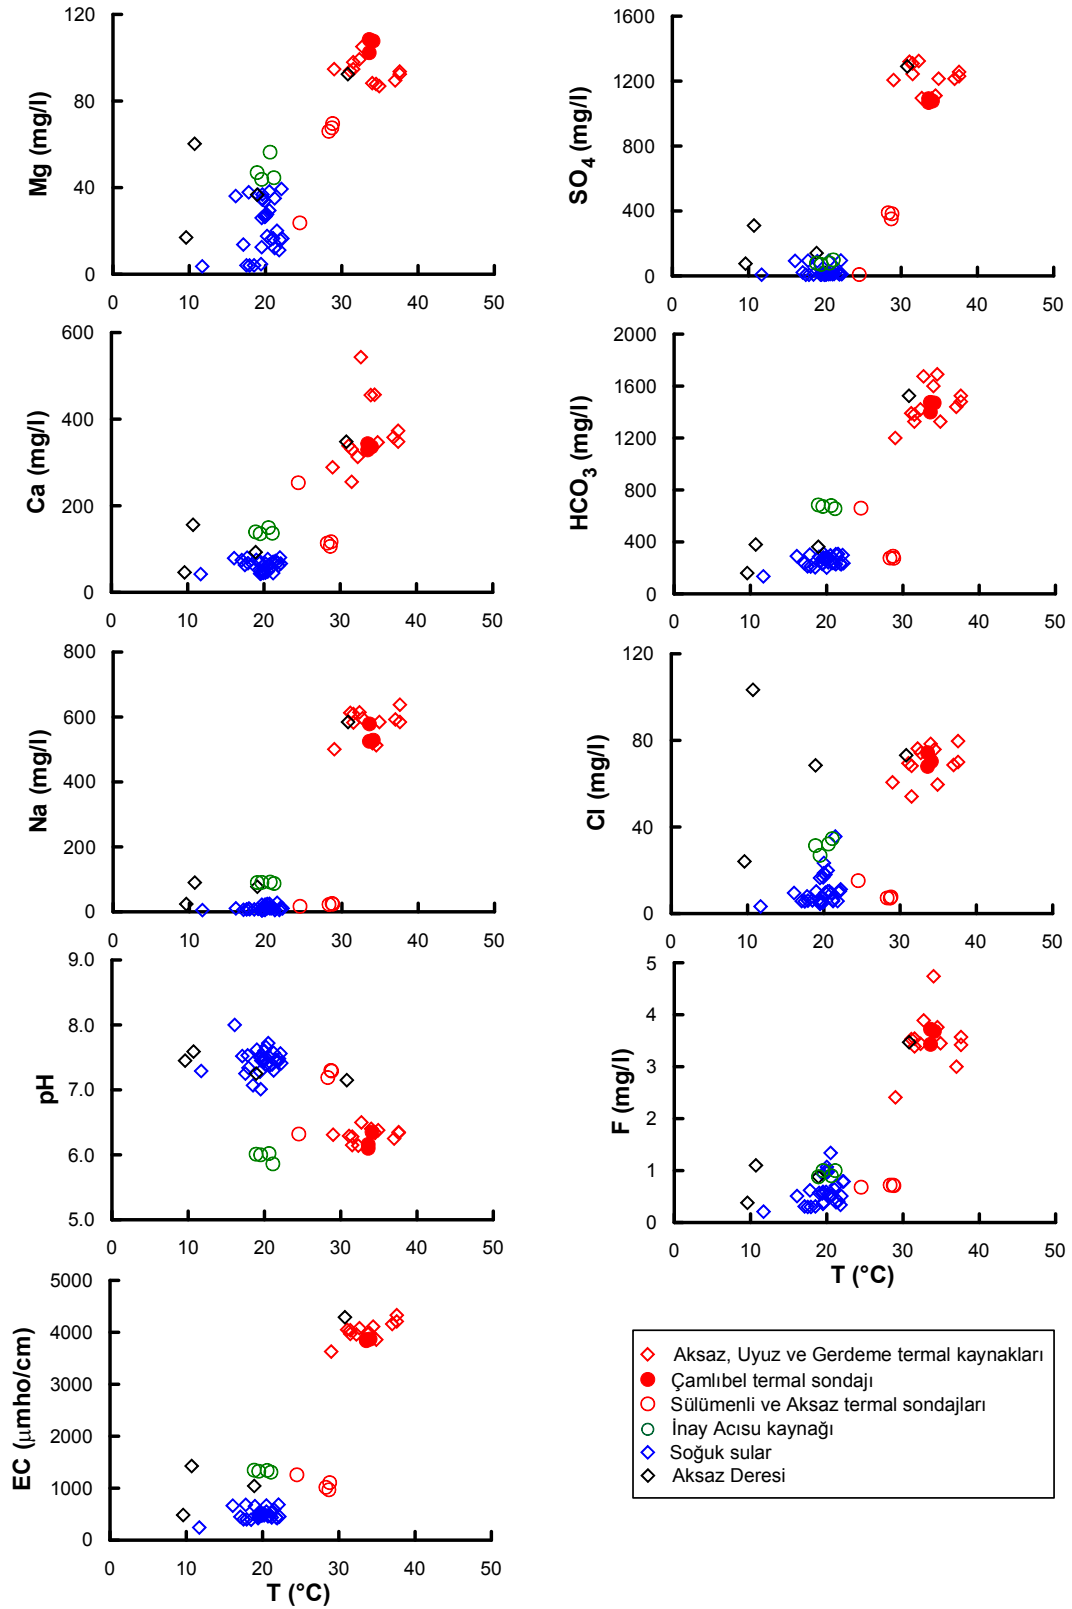 120
80
40
0
Mg (mg/l)
0 10 20 30 40 50
1600
1200
800
400
0
SO4 (mg/l)
0 10 20 30 40 50
600
400
200
0
Ca (mg/l)
0 10 20 30 40 50
2000
1600
1200
800
400
0
HCO3 (mg/l)
0 10 20 30 40 50
800
600
400
200
0
Na (mg/l)
0 10 20 30 40 50
120
80
40
0
Cl (mg/l)
0 10 20 30 40 50
9.0
8.0
7.0
6.0
5.0
pH
0 10 20 30 40 50
5
4
3
2
1
0
F (mg/l)
0 10 20 30 40 50
T (°C)
5000
4000
3000
2000
1000
0
EC (μmho/cm)
0 10 20 30 40 50
T (°C)
Aksaz, Uyuz ve Gerdeme termal kaynakları
Çamlıbel termal sondajı
Sülümenli ve Aksaz termal sondajları
İnay Acısu kaynağı
Soğuk sular
Aksaz Deresi